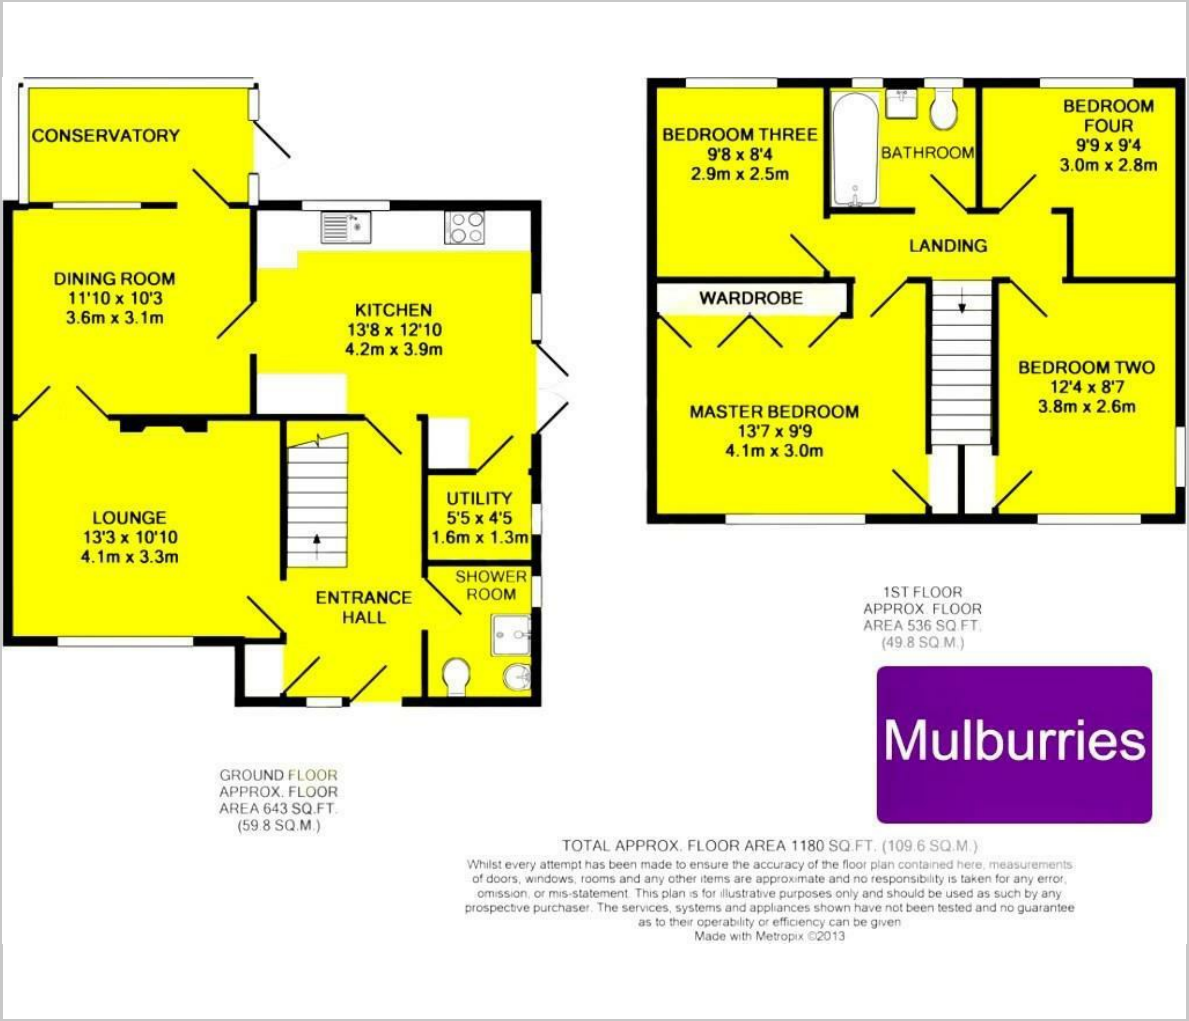 CONSERVATORY
DINING ROOM
11'10 x 10'3
3.6m x 3.1m
KITCHEN
13'8 x 12'10
4.2m x 3.9m
LOUNGE
13'3 x 10'10
4.1m x 3.3m
UTILITY
5'5 x 4'5
1.6m x 1.3m
SHOWER
ROOM
ENTRANCE
HALL
GROUND FLOOR
APPROX. FLOOR
AREA 643 SQ.FT.
(59.8 SQ.M.)
BEDROOM THREE
9'8 x 8'4
2.9m x 2.5m
BATHROOM
BEDROOM
FOUR
9'9 x 9'4
3.0m x 2.8m
LANDING
WARDROBE
MASTER BEDROOM
13'7 x 9'9
4.1m x 3.0m
BEDROOM TWO
12'4 x 8'7
3.8m x 2.6m
1ST FLOOR
APPROX. FLOOR
AREA 536 SQ.FT.
(49.8 SQ.M.)
Mulburries
TOTAL APPROX. FLOOR AREA 1180 SQ.FT. (109.6 SQ.M.)
Whilst every attempt has been made to ensure the accuracy of the floor plan contained here, measurements
of doors, windows, rooms and any other items are approximate and no responsibility is taken for any error,
omission, or mis-statement. This plan is for illustrative purposes only and should be used as such by any
prospective purchaser. The services, systems and appliances shown have not been tested and no guarantee
as to their operability or efficiency can be given
Made with Metropix ©2013